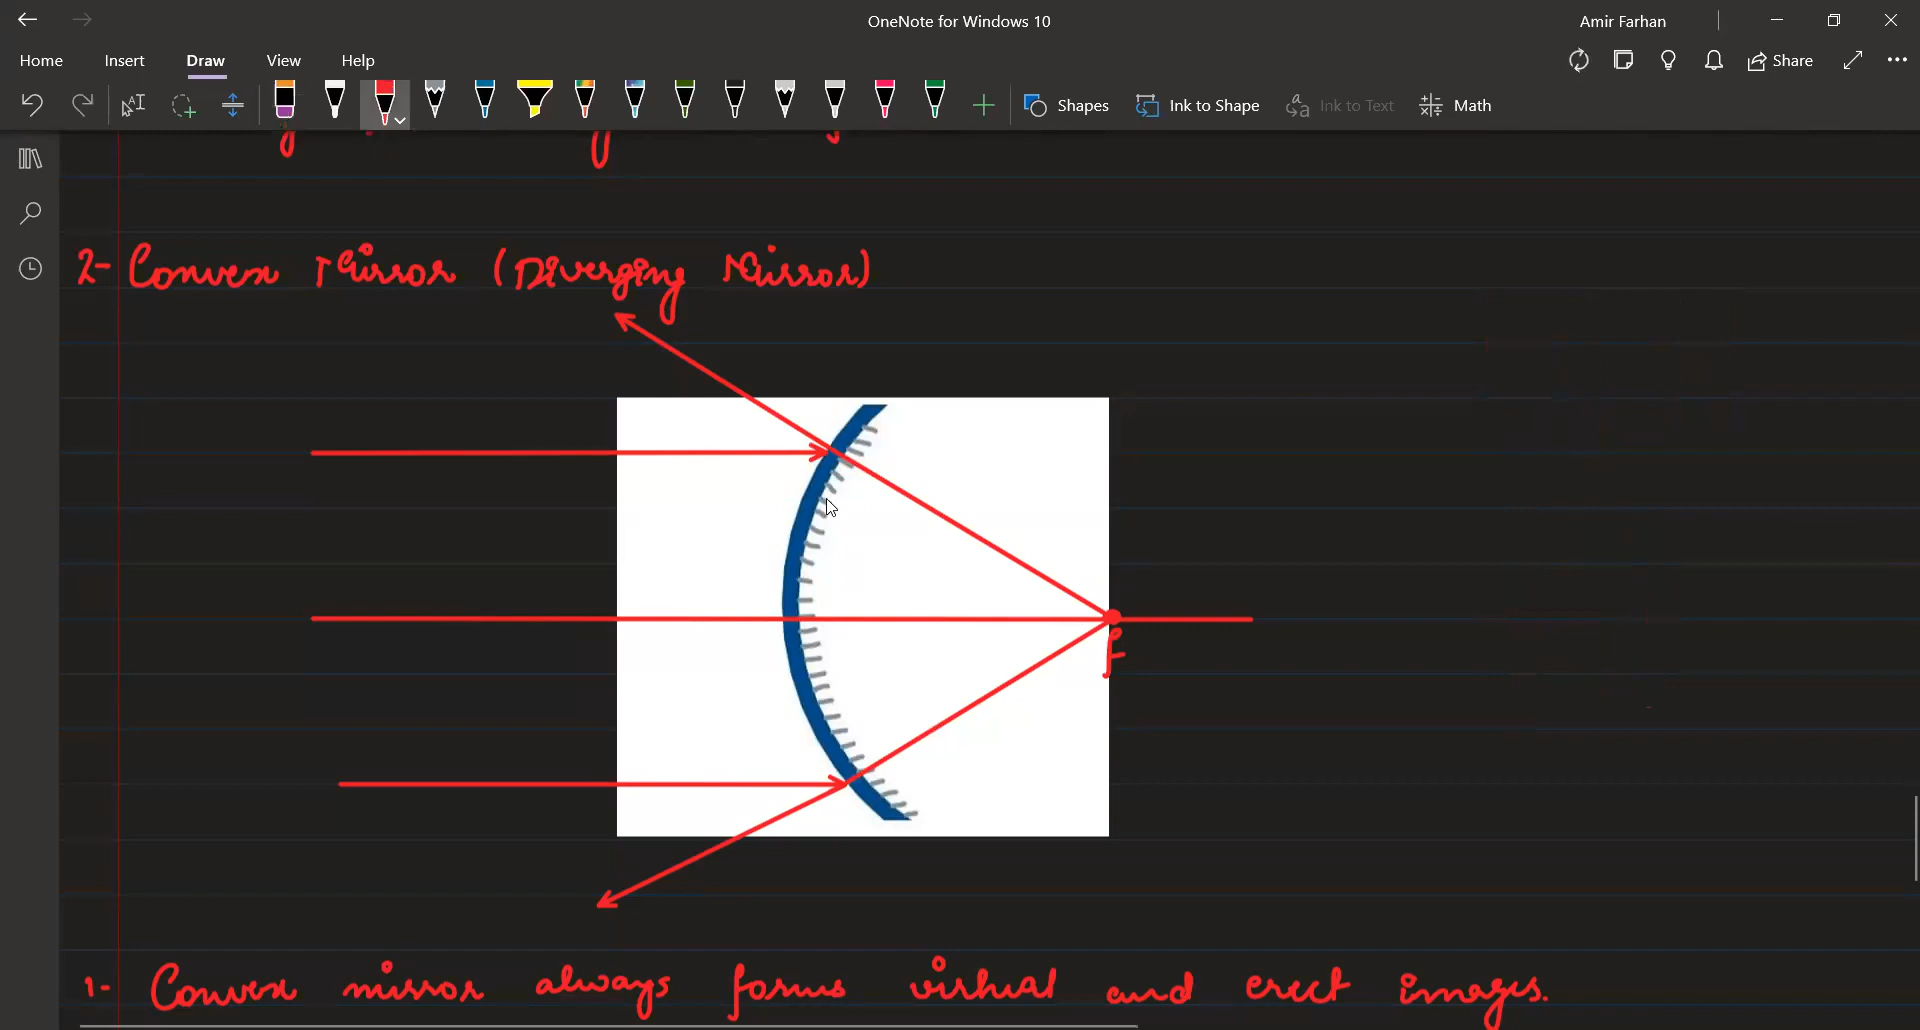 OneNote for Windows 10
Amir Farhan
Home Insert Draw View Help
Share
Shapes Ink to Shape Ink to Text Math
2- Convex Mirror (Diverging Mirror)
F
1- Convex mirror always forms virtual and erect images.